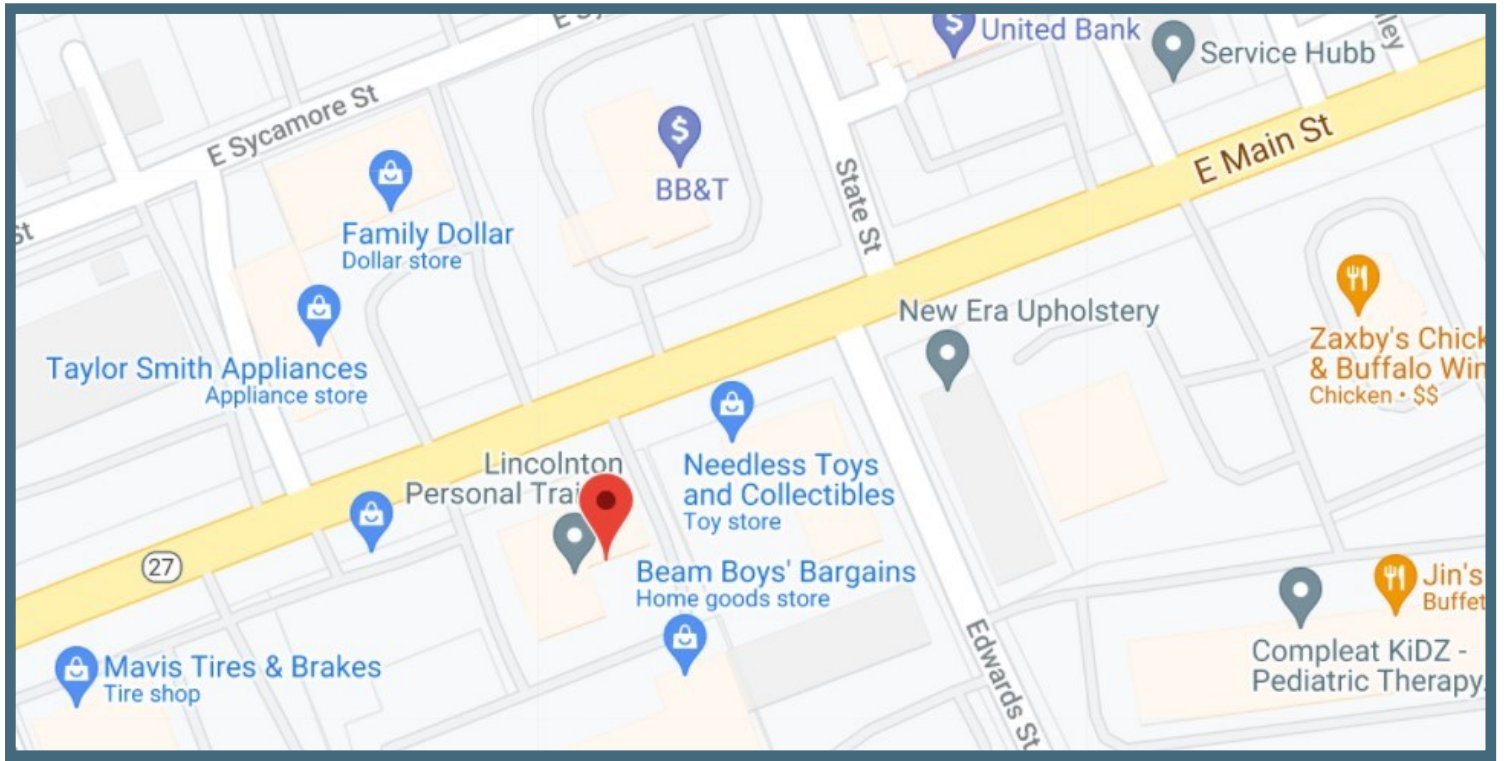 E Sy
United Bank
Service Hubb
lley
E Sycamore St
E Main St
BB&T
State St
St
Family Dollar
Dollar store
New Era Upholstery
Zaxby's Chick
& Buffalo Win
Chicken • $$
Taylor Smith Appliances
Appliance store
Lincolnton
Personal Trai
Needless Toys
and Collectibles
Toy store
27
Beam Boys' Bargains
Home goods store
Jin's
Buffet
Edwards St
Compleat KiDZ -
Pediatric Therapy
Mavis Tires & Brakes
Tire shop